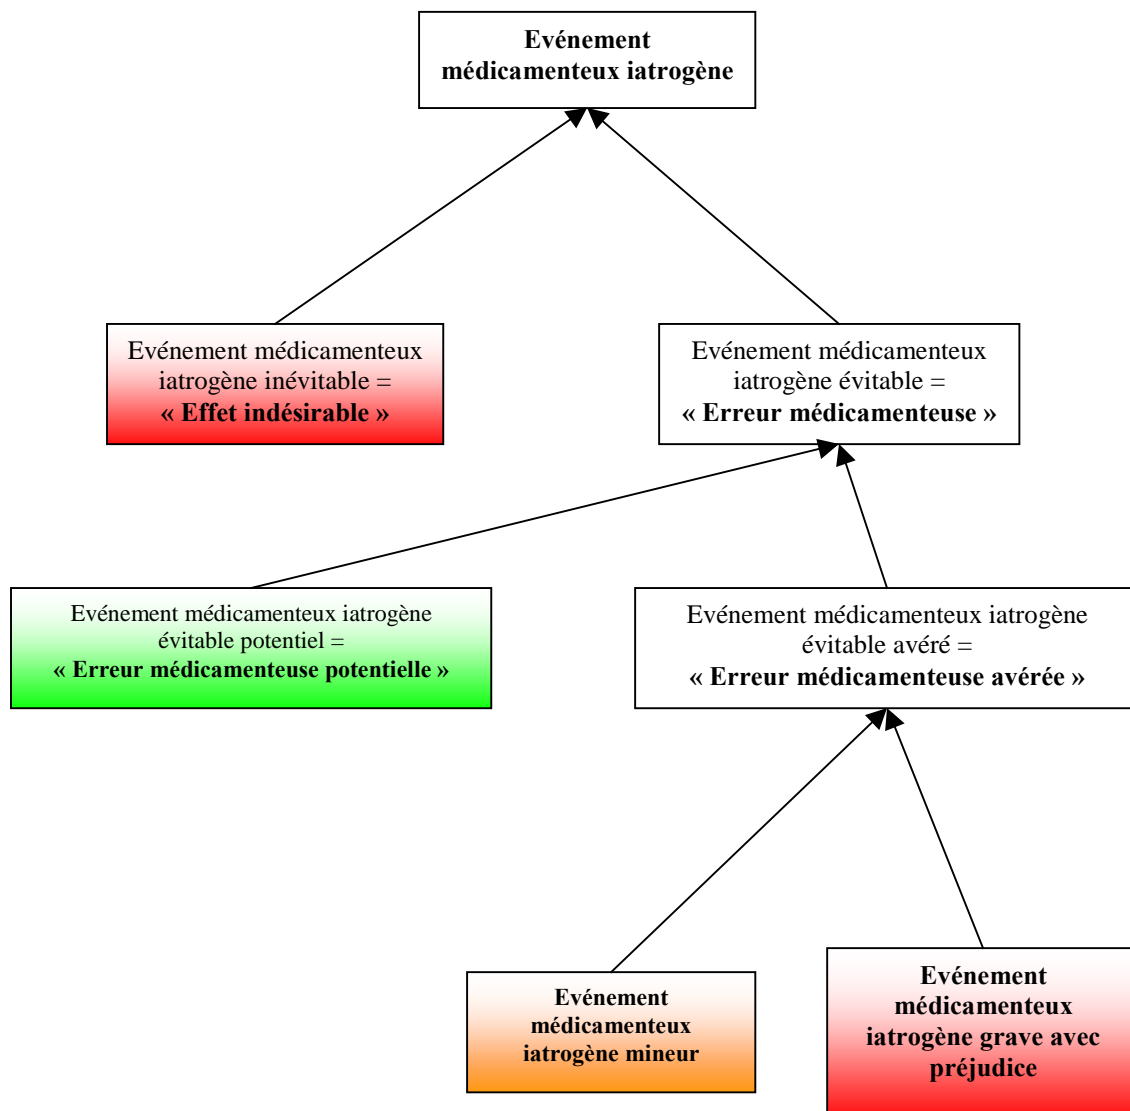 Evénement
médicamenteux iatrogène
Evénement médicamenteux
iatrogène inévitable =
« Effet indésirable »
Evénement médicamenteux
iatrogène évitable =
« Erreur médicamenteuse »
Evénement médicamenteux iatrogène
évitable potentiel =
« Erreur médicamenteuse potentielle »
Evénement médicamenteux iatrogène
évitable avéré =
« Erreur médicamenteuse avérée »
Evénement
médicamenteux
iatrogène mineur
Evénement
médicamenteux
iatrogène grave avec
préjudice